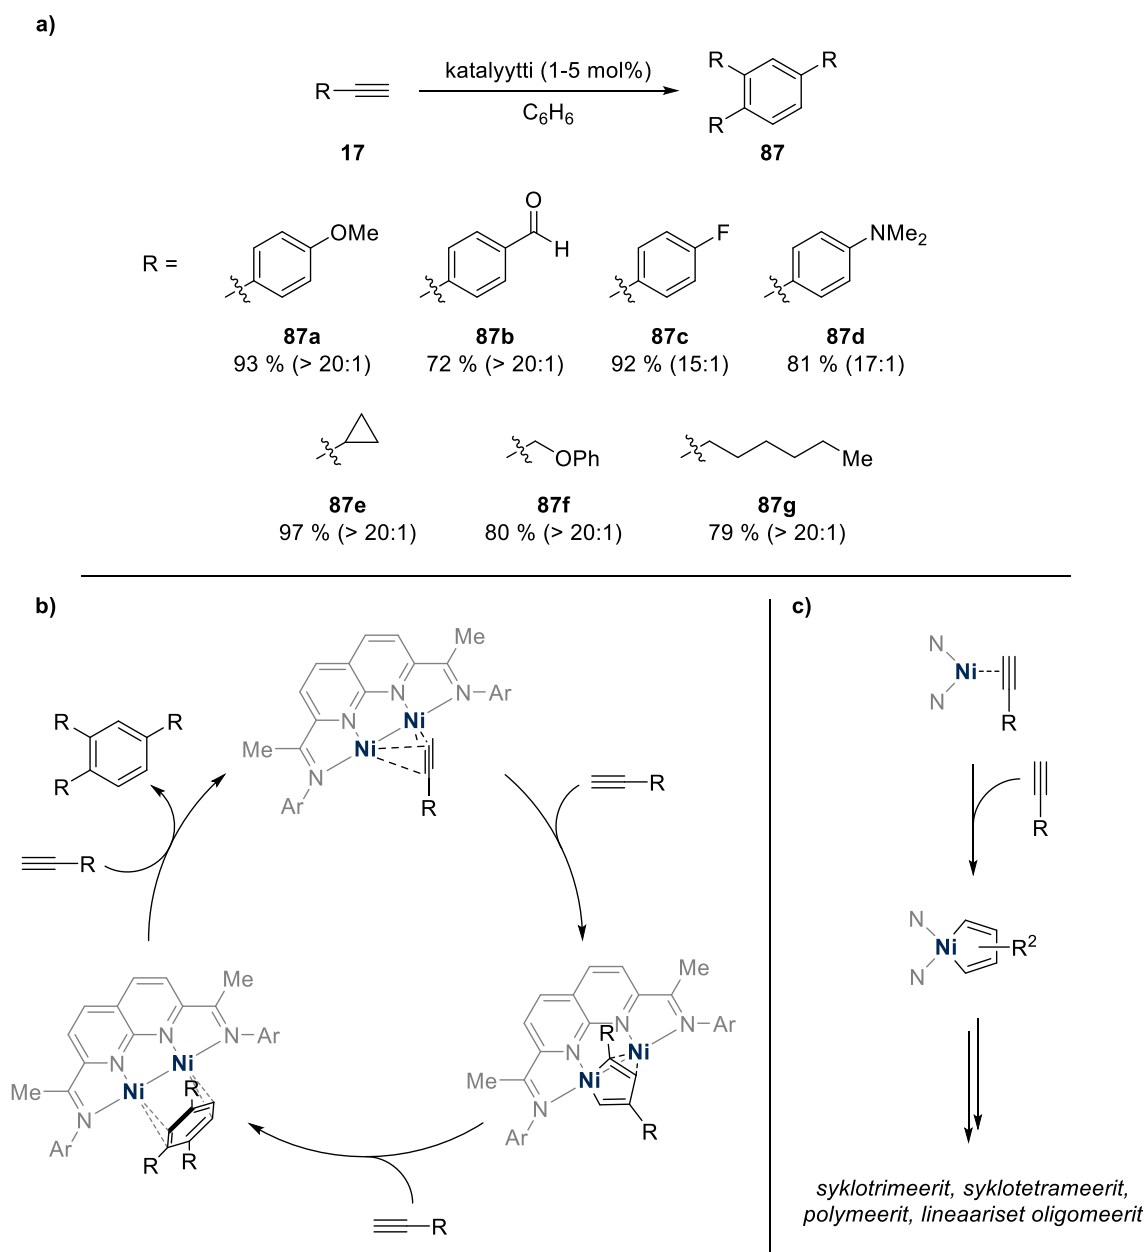 a)
R
katalyytti (1-5 mol%)
C6H6
R R
R
17 87
R =
OMe
O
H
F
NMe2
87a 87b 87c 87d
93 % (> 20:1) 72 % (> 20:1) 92 % (15:1) 81 % (17:1)
OPh
Me
87e 87f 87g
97 % (> 20:1) 80 % (> 20:1) 79 % (> 20:1)
b)
Me
N N Ar
N Ni
Me Ni
N
Ar
R
R
R R
R
R
Me
N N Ar
N Ni
Me Ni
N
Ar
R
R
R
Me
N N Ar
N Ni
Me Ni
N
Ar
R
R
R
R
c)
N
Ni
N
R
R
N
Ni R2
N
syklotrimeerit, syklotetrameerit,
polymeerit, lineaariset oligomeerit